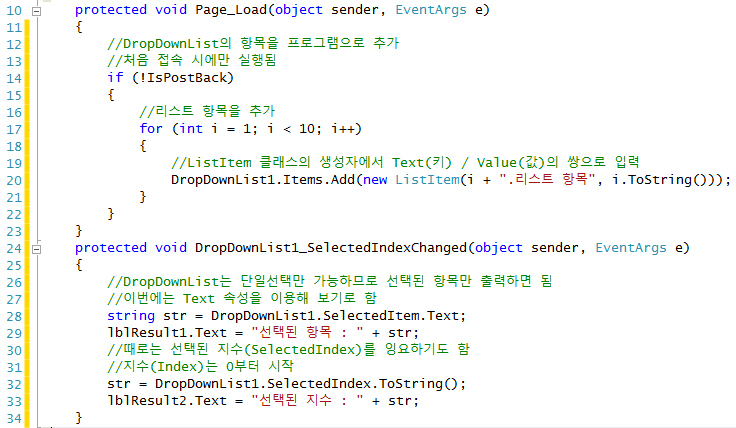 10 protected void Page_Load(object sender, EventArgs e)
11 {
12 //DropDownList의 항목을 프로그램으로 추가
13 //처음 접속 시에만 실행됨
14 if (!IsPostBack)
15 {
16 //리스트 항목을 추가
17 for (int i = 1; i < 10; i++)
18 {
19 //ListItem 클래스의 생성자에서 Text(키) / Value(값)의 쌍으로 입력
20 DropDownList1.Items.Add(new ListItem(i + ".리스트 항목", i.ToString()));
21 }
22 }
23 }
24 protected void DropDownList1_SelectedIndexChanged(object sender, EventArgs e)
25 {
26 //DropDownList는 단일선택만 가능하므로 선택된 항목만 출력하면 됨
27 //이번에는 Text 속성을 이용해 보기로 함
28 string str = DropDownList1.SelectedItem.Text;
29 lblResult1.Text = "선택된 항목 : " + str;
30 //때로는 선택된 지수(SelectedIndex)를 잉요하기도 함
31 //지수(Index)는 0부터 시작
32 str = DropDownList1.SelectedIndex.ToString();
33 lblResult2.Text = "선택된 지수 : " + str;
34 }